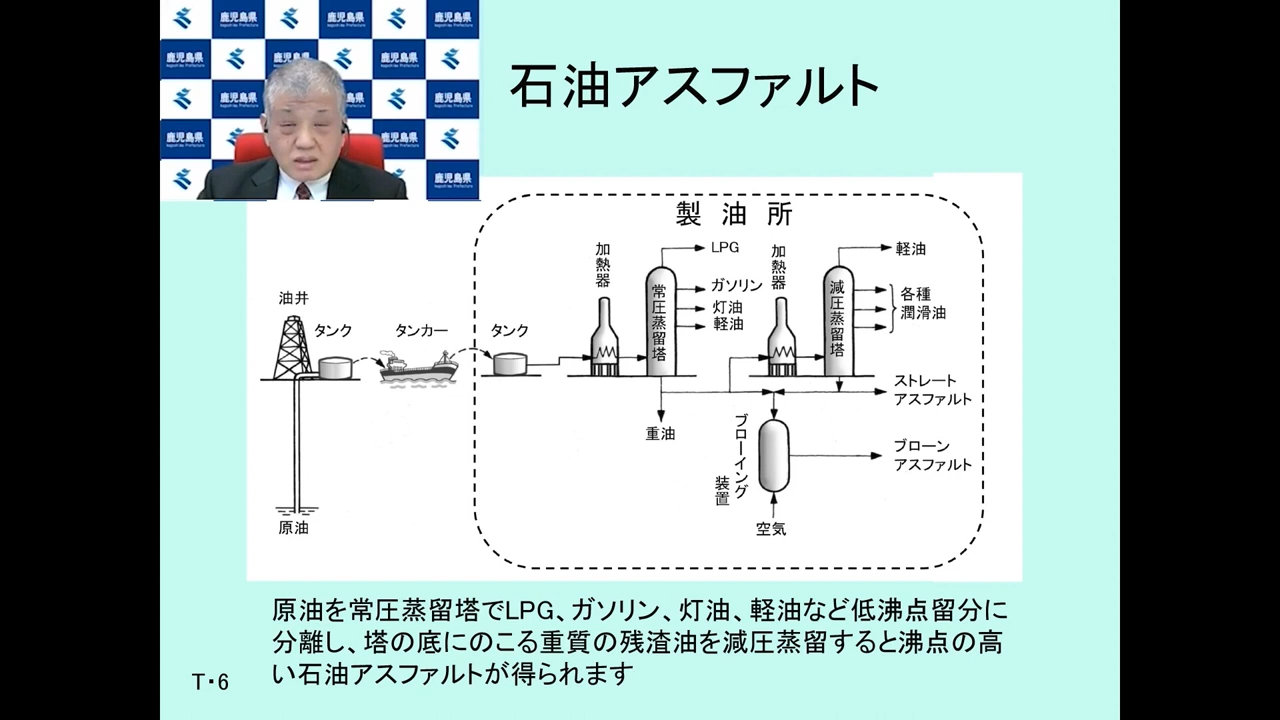 鹿児島県
Kagoshima Prefecture
石油アスファルト
製油所
加熱器
LPG
常圧蒸留塔
ガソリン
灯油
軽油
加熱器
軽油
減圧蒸留塔
各種
潤滑油
油井
タンク
タンカー
タンク
ストレート
アスファルト
重油
ブローイング
装置
ブローン
アスファルト
空気
原油
原油を常圧蒸留塔でLPG、ガソリン、灯油、軽油など低沸点留分に
分離し、塔の底にのこる重質の残渣油を減圧蒸留すると沸点の高
い石油アスファルトが得られます
T・6